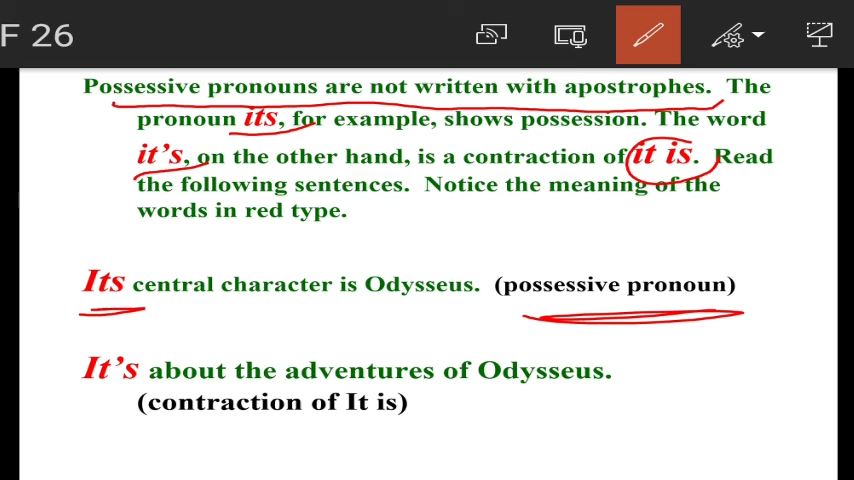 F 26
Possessive pronouns are not written with apostrophes. The
pronoun its, for example, shows possession. The word
it's, on the other hand, is a contraction of it is. Read
the following sentences. Notice the meaning of the
words in red type.
Its central character is Odysseus. (possessive pronoun)
It's about the adventures of Odysseus.
(contraction of It is)